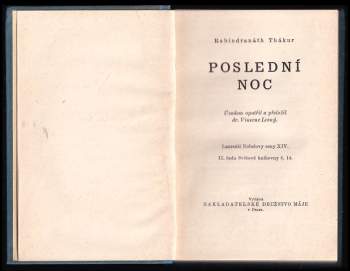 Rabindranáth Thákur
POSLEDNÍ
NOC
Úvodem opatřil a přeložil
dr. Vincenc Lesný.
Laureáti Nobelovy ceny XIV.
II. řada Světové knihovny č. 14.
Vydalo
NAKLADATELSKÉ DRUŽSTVO MÁJE
v Praze.